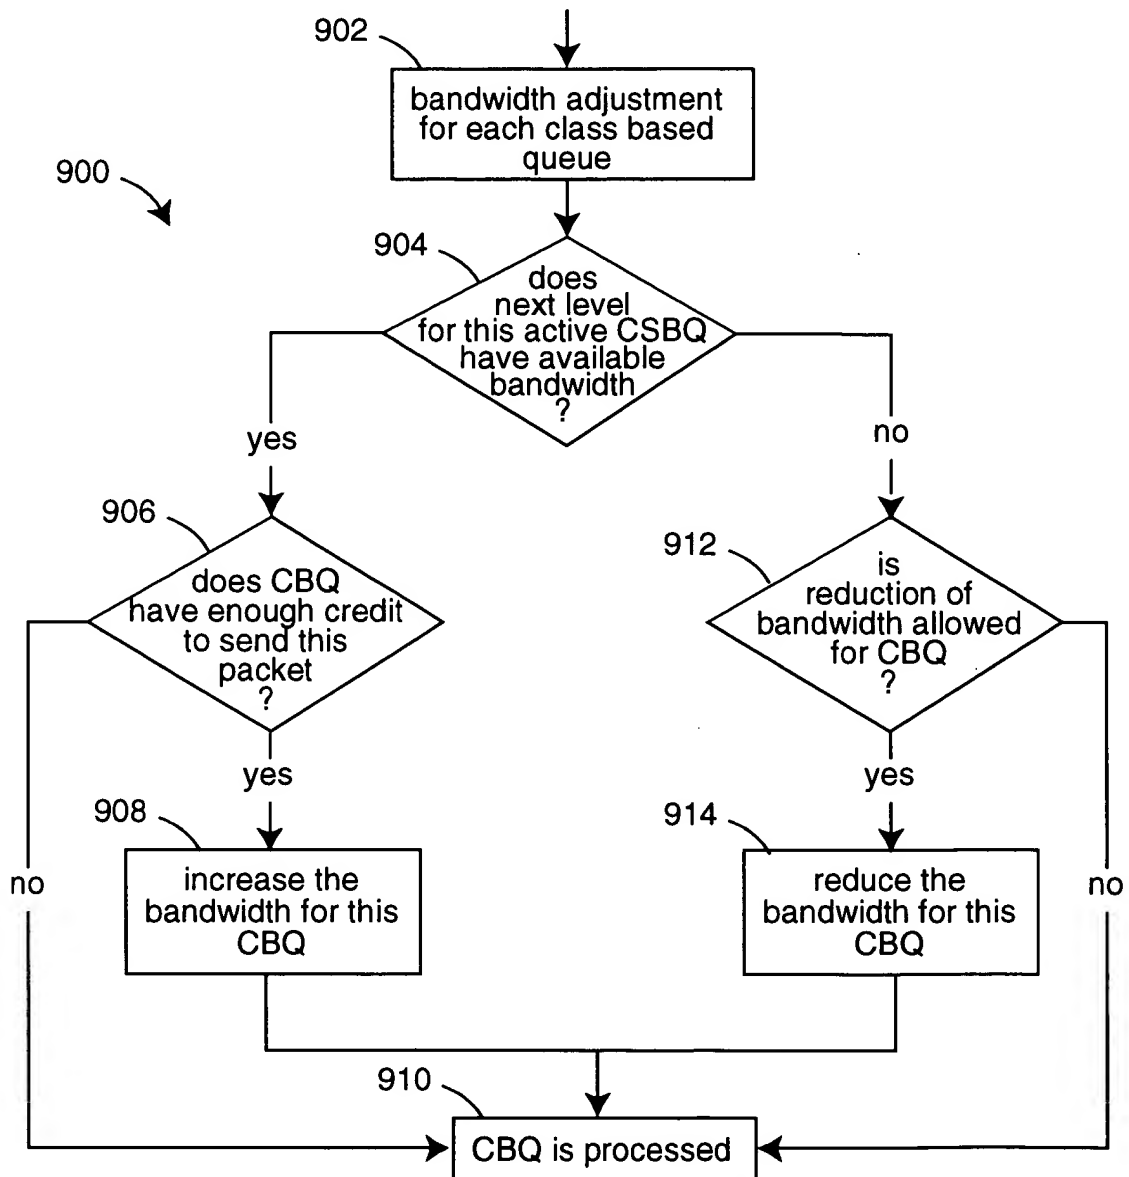 902
bandwidth adjustment
for each class based
queue
900
904
does
next level
for this active CSBQ
have available
bandwidth
?
yes
no
906
does CBQ
have enough credit
to send this
packet
?
912
is
reduction of
bandwidth allowed
for CBQ
?
yes
yes
908
increase the
bandwidth for this
CBQ
914
reduce the
bandwidth for this
CBQ
no
no
910
CBQ is processed